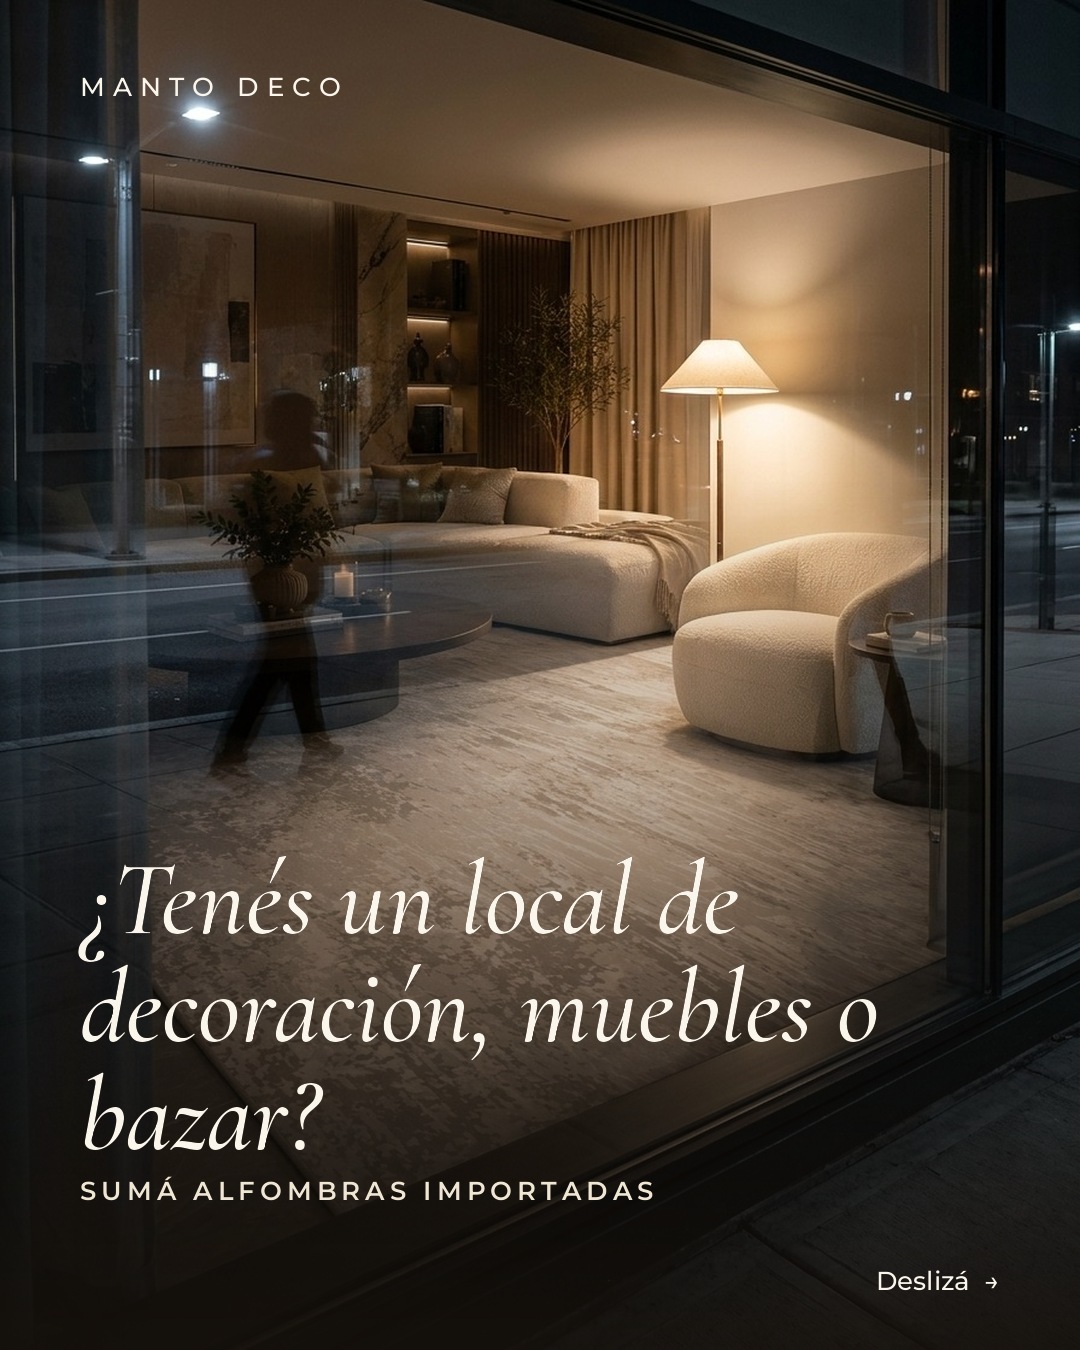 MANTO DECO
¿Tenés un local de
decoración, muebles o
bazar?
SUMÁ ALFOMBRAS IMPORTADAS
Deslizá →